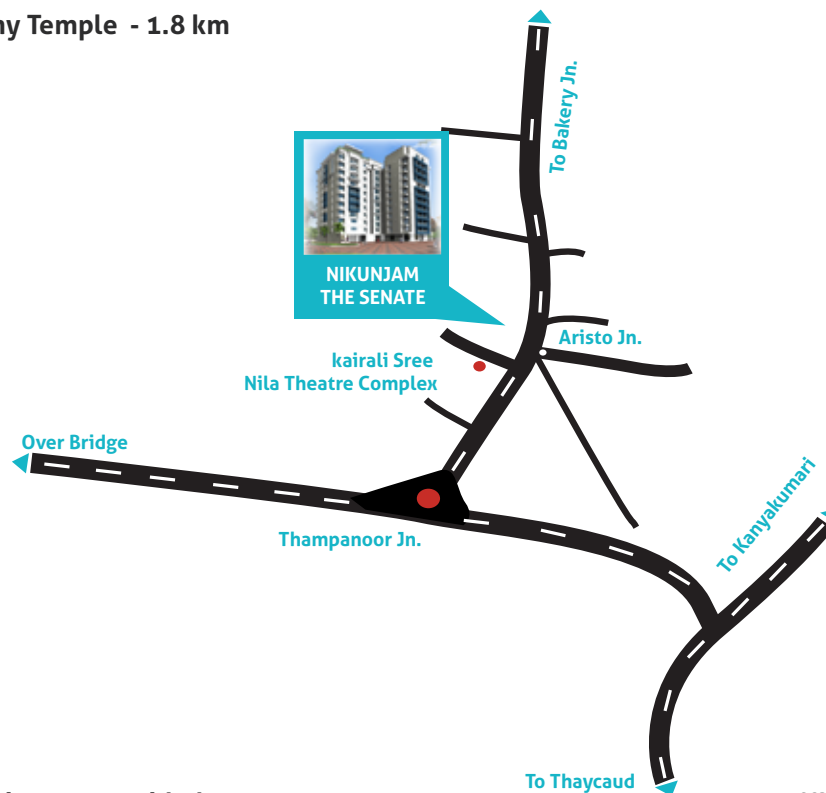 ny Temple - 1.8 km
To Bakery Jn.
NIKUNJAM
THE SENATE
Aristo Jn.
kairali Sree
Nila Theatre Complex
Over Bridge
To Kanyakumari
Thampanoor Jn.
To Thaycaud